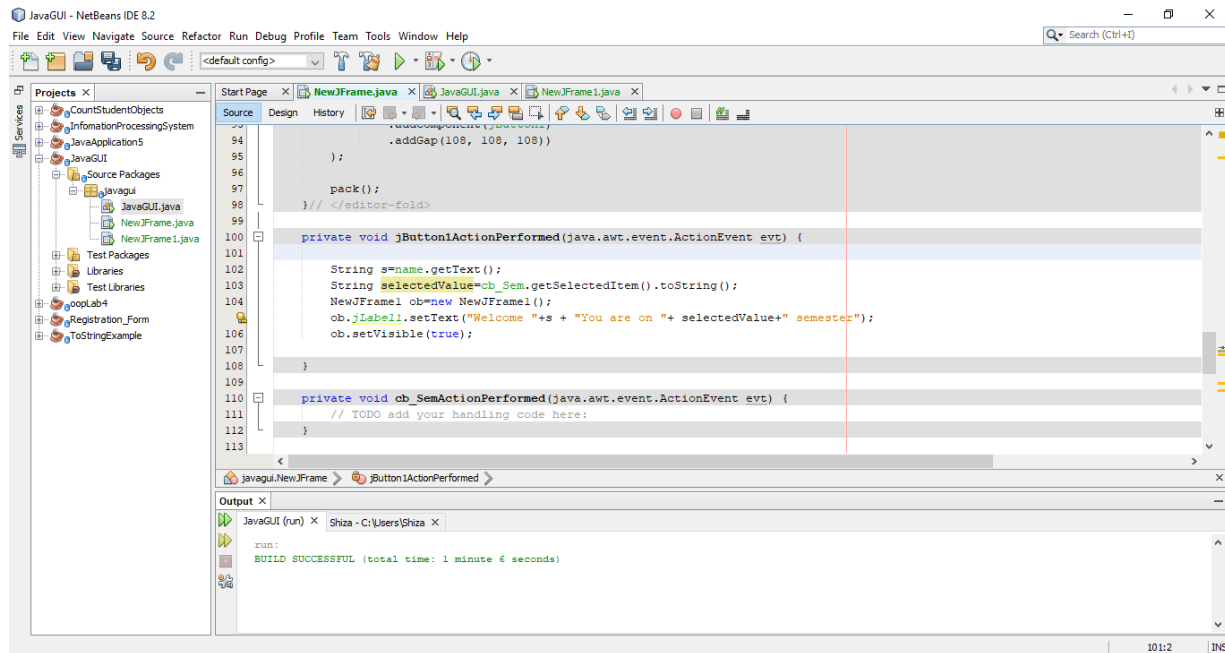 JavaGUI - NetBeans IDE 8.2
File Edit View Navigate Source Refactor Run Debug Profile Team Tools Window Help
Search (Ctrl+I)
<default config>
Services
Projects
CountStudentObjects
InfomationProcessingSystem
JavaApplication5
JavaGUI
Source Packages
javagui
JavaGUI.java
NewJFrame.java
NewJFrame1.java
Test Packages
Libraries
Test Libraries
oopLab4
Registration_Form
ToStringExample
Start Page NewJFrame.java JavaGUI.java NewJFrame1.java
Source Design History
93 .addComponent(jButton1)
94 .addGap(108, 108, 108))
95 );
96
97 pack();
98 }// </editor-fold>
99
100 private void jButton1ActionPerformed(java.awt.event.ActionEvent evt) {
101
102 String s=name.getText();
103 String selectedValue=cb_Sem.getSelectedItem().toString();
104 NewJFrame1 ob=new NewJFrame1();
ob.jLabel1.setText("Welcome "+s + "You are on "+ selectedValue+" semester");
106 ob.setVisible(true);
107
108 }
109
110 private void cb_SemActionPerformed(java.awt.event.ActionEvent evt) {
111 // TODO add your handling code here:
112 }
113
javagui.NewJFrame jButton1ActionPerformed
Output
JavaGUI (run) Shiza - C:\Users\Shiza
run:
BUILD SUCCESSFUL (total time: 1 minute 6 seconds)
101:2 INS